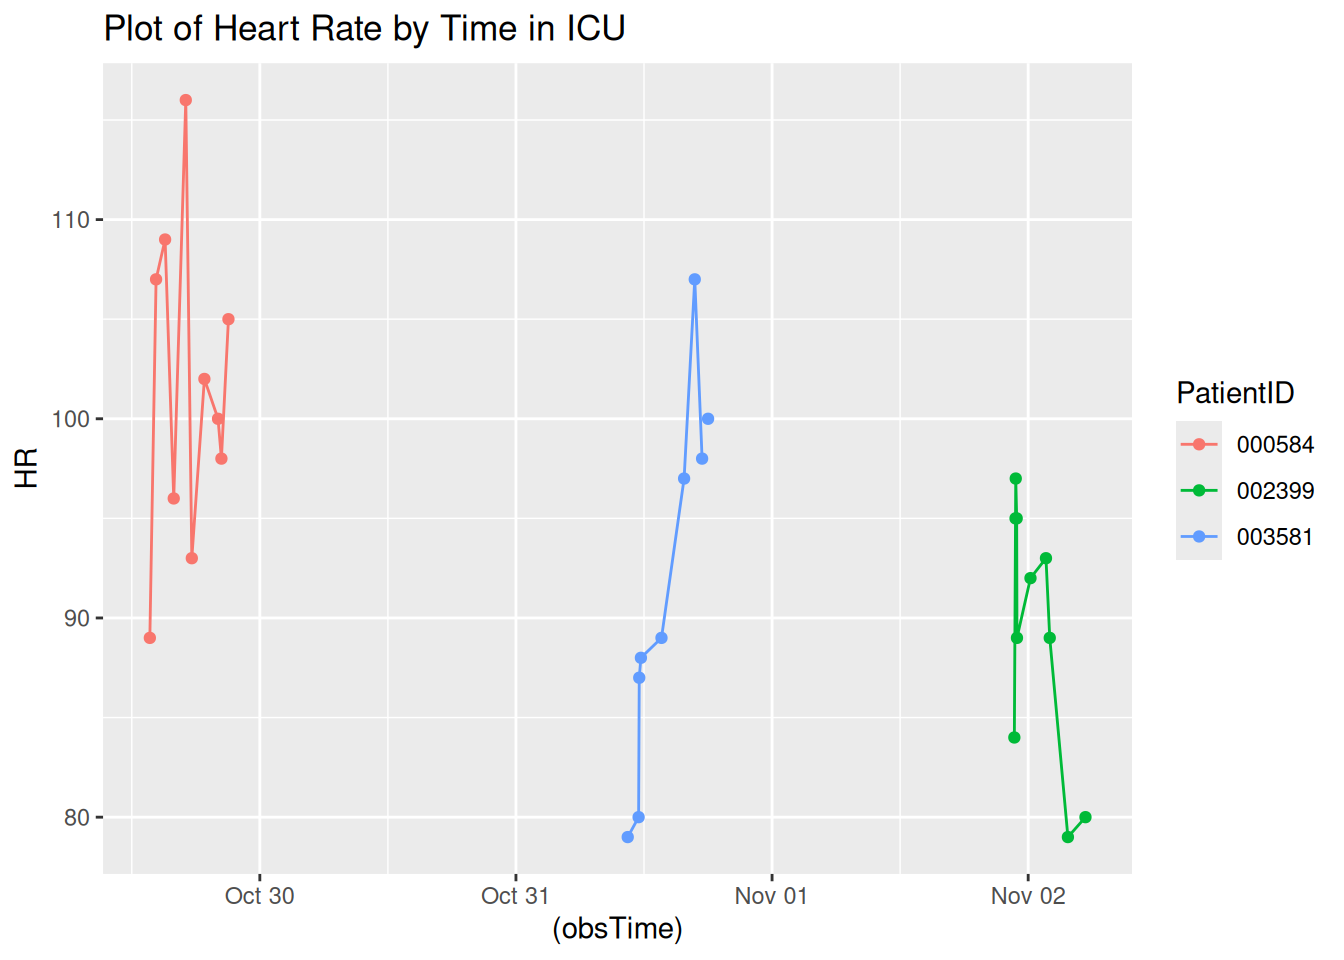 Plot of Heart Rate by Time in ICU
HR
110
100
90
80
Oct 30 Oct 31 Nov 01 Nov 02
(obsTime)
PatientID
000584
002399
003581